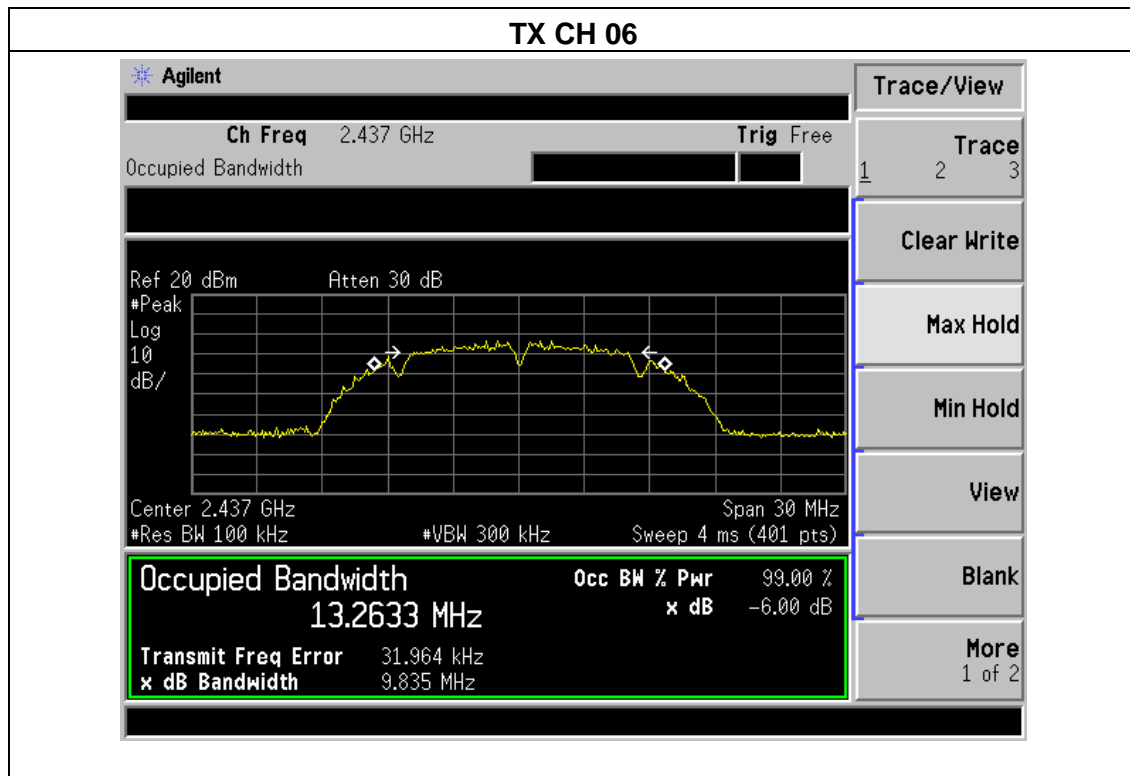 TX CH 06
Agilent
Trace/View
Ch Freq 2.437 GHz Trig Free
Occupied Bandwidth
Trace
1 2 3
Clear Write
Ref 20 dBm Atten 30 dB
#Peak
Log
10
dB/
Max Hold
Min Hold
View
Center 2.437 GHz Span 30 MHz
#Res BW 100 kHz #VBW 300 kHz Sweep 4 ms (401 pts)
Occupied Bandwidth
13.2633 MHz
Occ BW % Pwr 99.00 %
x dB -6.00 dB
Transmit Freq Error 31.964 kHz
x dB Bandwidth 9.835 MHz
Blank
More
1 of 2